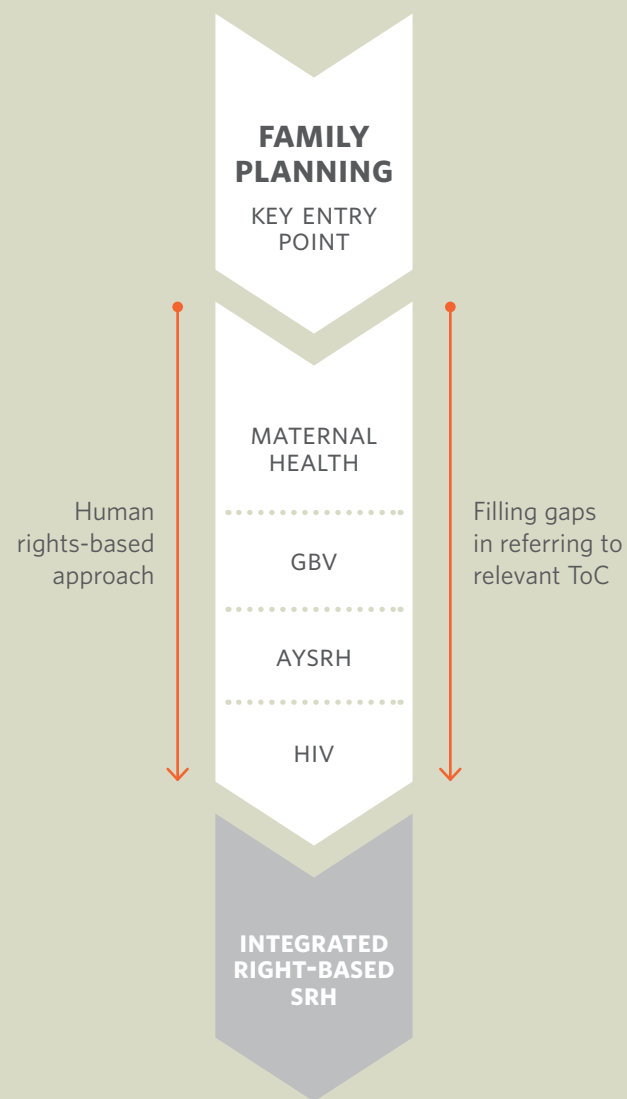 FAMILY
PLANNING
KEY ENTRY
POINT
MATERNAL
HEALTH
GBV
AYSRH
HIV
Human
rights-based
approach
Filling gaps
in referring to
relevant ToC
INTEGRATED
RIGHT-BASED
SRH